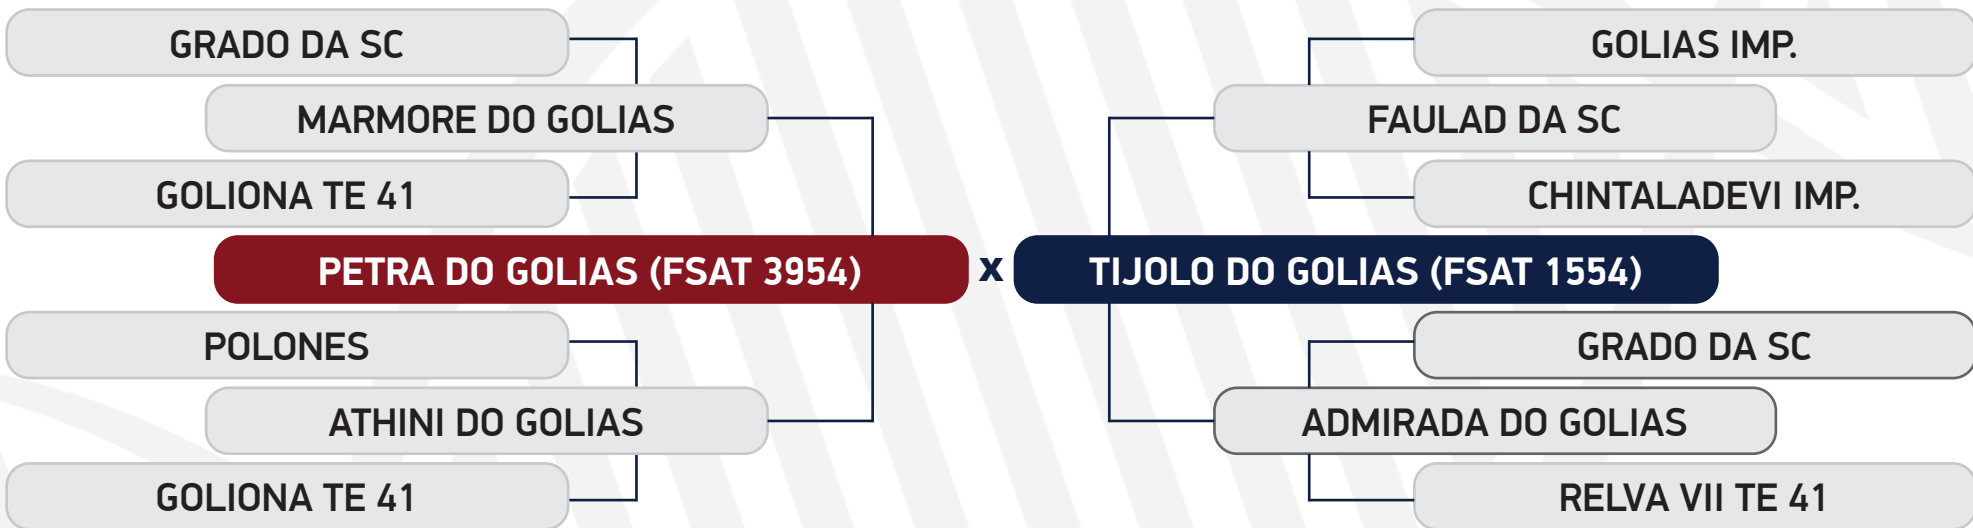 GRADO DA SC
GOLIAS IMP.
MARMORE DO GOLIAS
FAULAD DA SC
GOLIONA TE 41
CHINTALADEVI IMP.
PETRA DO GOLIAS (FSAT 3954) x TIJOLO DO GOLIAS (FSAT 1554)
POLONES
GRADO DA SC
ATHINI DO GOLIAS
ADMIRADA DO GOLIAS
GOLIONA TE 41
RELVA VII TE 41